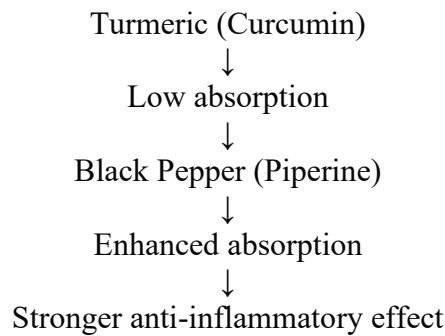 Turmeric (Curcumin)
↓
Low absorption
↓
Black Pepper (Piperine)
↓
Enhanced absorption
↓
Stronger anti-inflammatory effect